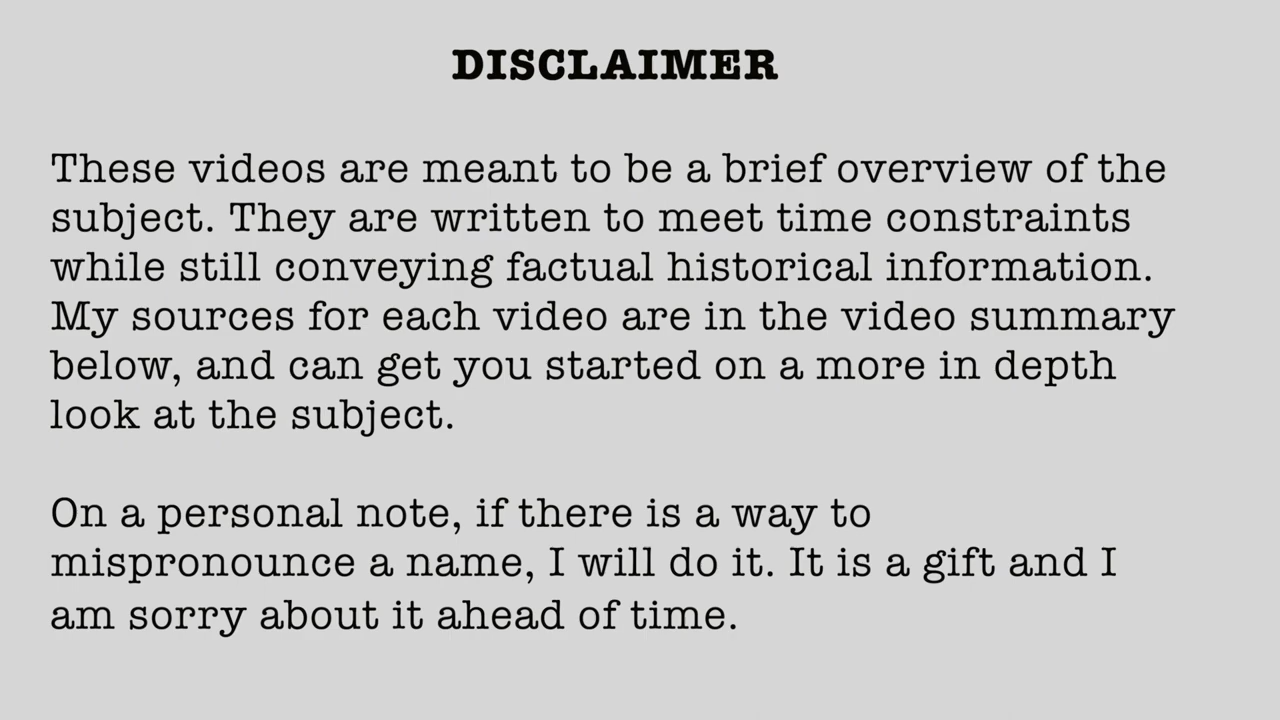 DISCLAIMER
These videos are meant to be a brief overview of the
subject. They are written to meet time constraints
while still conveying factual historical information.
My sources for each video are in the video summary
below, and can get you started on a more in depth
look at the subject.
On a personal note, if there is a way to
mispronounce a name, I will do it. It is a gift and I
am sorry about it ahead of time.